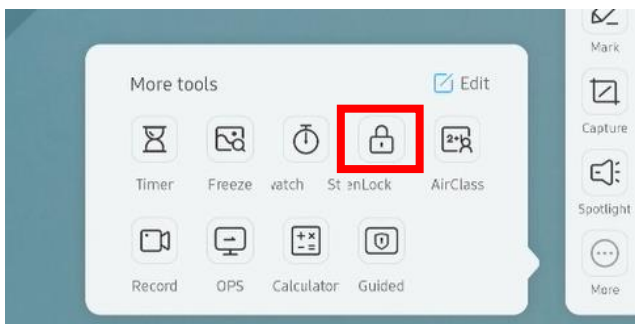 More tools
Edit
Timer
Freeze
watch
St
enLock
AirClass
Record
OPS
Calculator
Guided
Mark
Capture
Spotlight
More